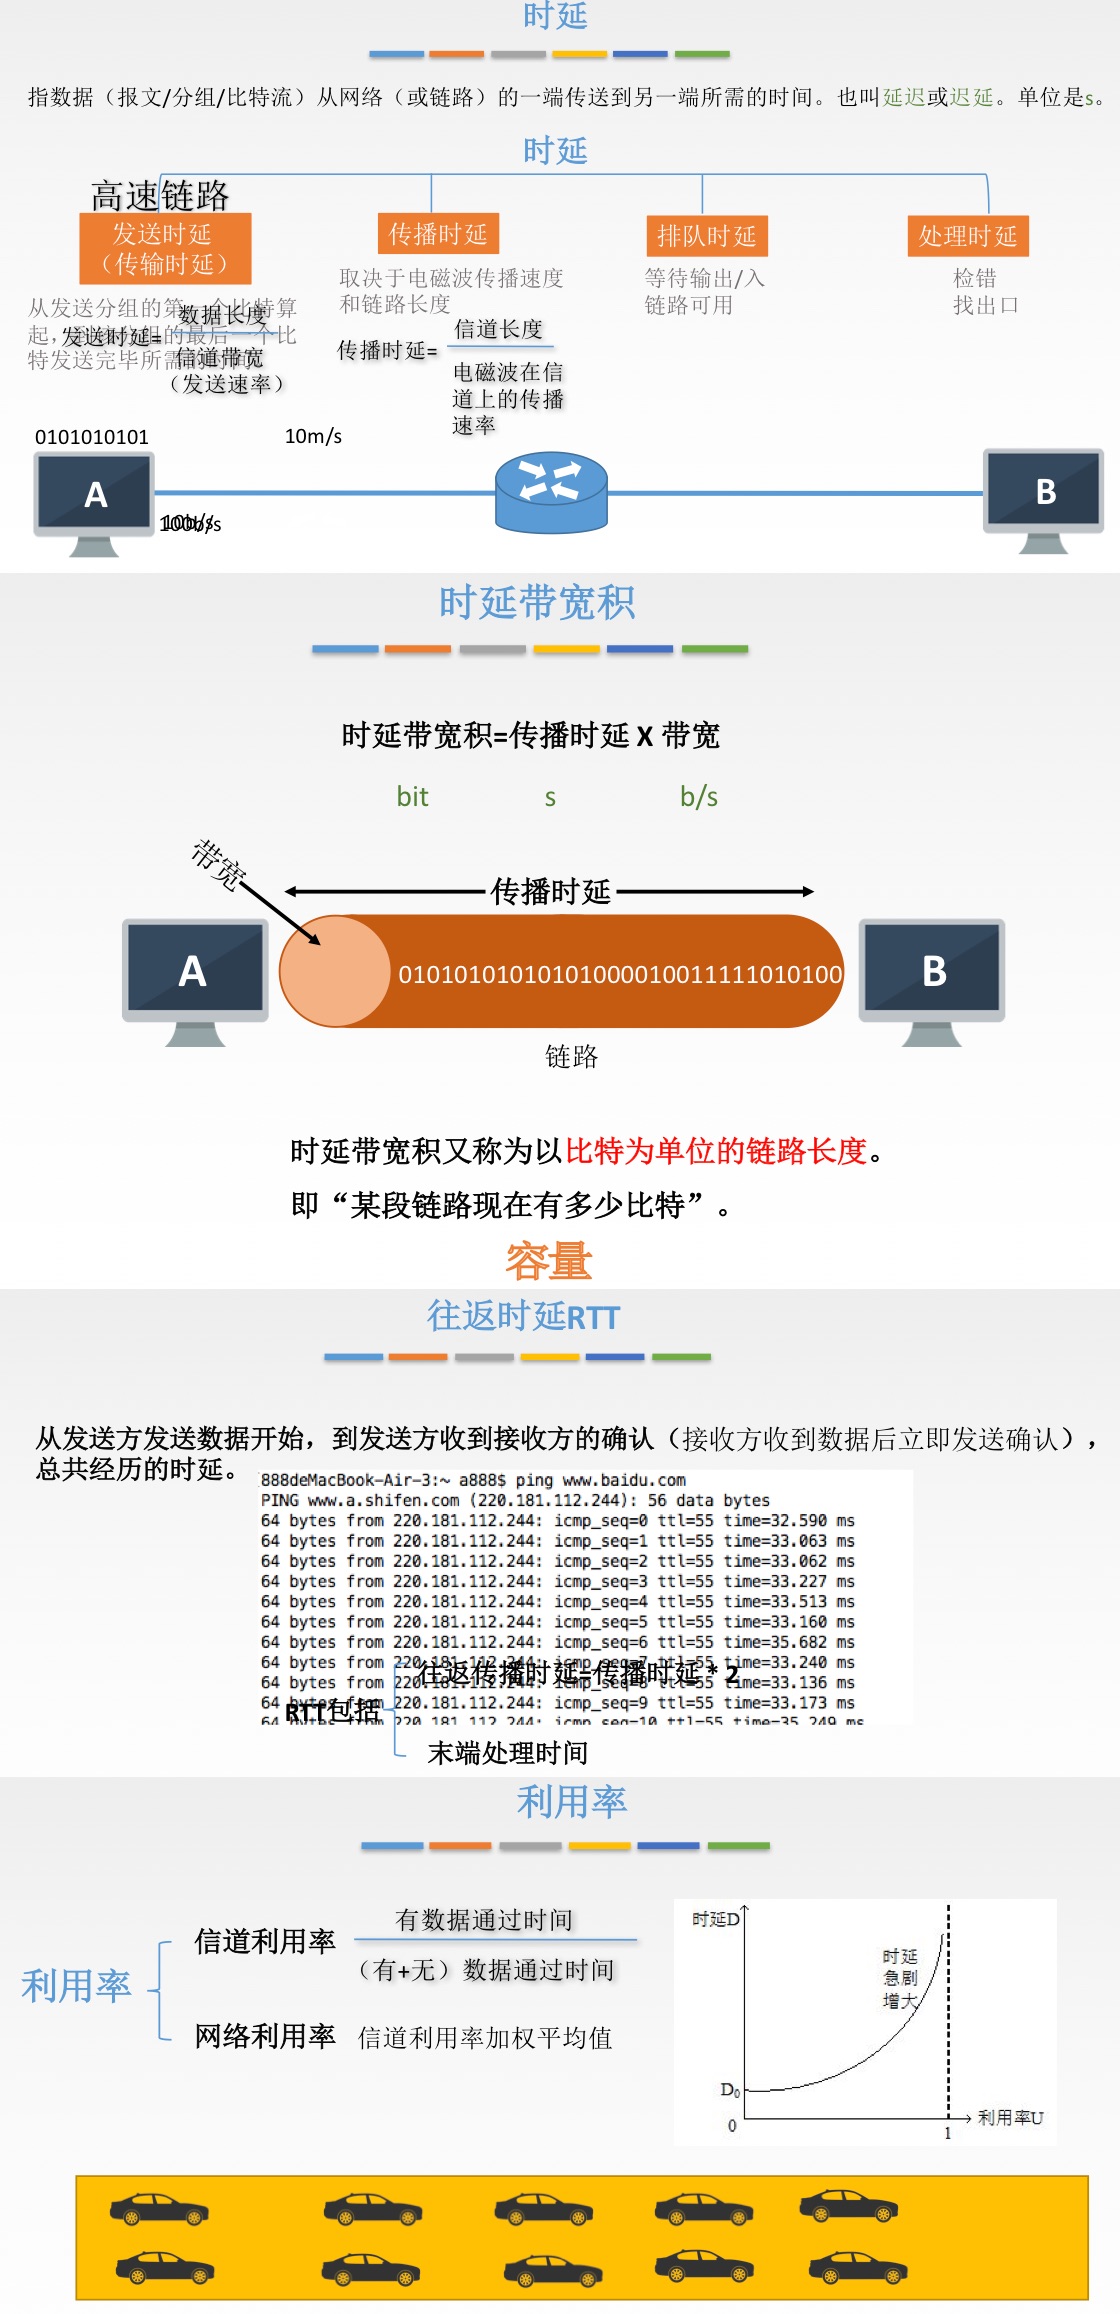 时延
指数据（报文/分组/比特流）从网络（或链路）的一端传送到另一端所需的时间。也叫延迟或迟延。单位是s。
时延
高速链路
发送时延
（传输时延）
传播时延
排队时延
处理时延
从发送分组的第一个比特算
起，到该分组的最后一个比
特发送完毕所需的时间。
发送时延=
数据长度
信道带宽
（发送速率）
取决于电磁波传播速度
和链路长度
传播时延=
信道长度
电磁波在信
道上的传播
速率
等待输出/入
链路可用
检错
找出口
0101010101
10m/s
A
B
10b/s
100b/s
时延带宽积
时延带宽积=传播时延 X 带宽
bit s b/s
带宽
传播时延
A
0101010101010100001001111101010​0
B
链路
时延带宽积又称为以比特为单位的链路长度。
即“某段链路现在有多少比特”。
容量
往返时延RTT
从发送方发送数据开始，到发送方收到接收方的确认（接收方收到数据后立即发送确认），
总共经历的时延。
888deMacBook-Air-3:~ a888$ ping www.baidu.com
PING www.a.shifen.com (220.181.112.244): 56 data bytes
64 bytes from 220.181.112.244: icmp_seq=0 ttl=55 time=32.590 ms
64 bytes from 220.181.112.244: icmp_seq=1 ttl=55 time=33.063 ms
64 bytes from 220.181.112.244: icmp_seq=2 ttl=55 time=33.062 ms
64 bytes from 220.181.112.244: icmp_seq=3 ttl=55 time=33.227 ms
64 bytes from 220.181.112.244: icmp_seq=4 ttl=55 time=33.513 ms
64 bytes from 220.181.112.244: icmp_seq=5 ttl=55 time=33.160 ms
64 bytes from 220.181.112.244: icmp_seq=6 ttl=55 time=35.682 ms
64 bytes from 220.181.112.244: icmp_seq=7 ttl=55 time=33.240 ms
64 bytes from 220.181.112.244: icmp_seq=8 ttl=55 time=33.136 ms
64 bytes from 220.181.112.244: icmp_seq=9 ttl=55 time=33.173 ms
64 bytes from 220.181.112.244: icmp_seq=10 ttl=55 time=35.249 ms
往返传播时延=传播时延 * 2
RTT包括
末端处理时间
利用率
利用率
信道利用率
有数据通过时间
（有+无）数据通过时间
网络利用率 信道利用率加权平均值
时延D
时延
急剧
增大
D₀
0
1
利用率U